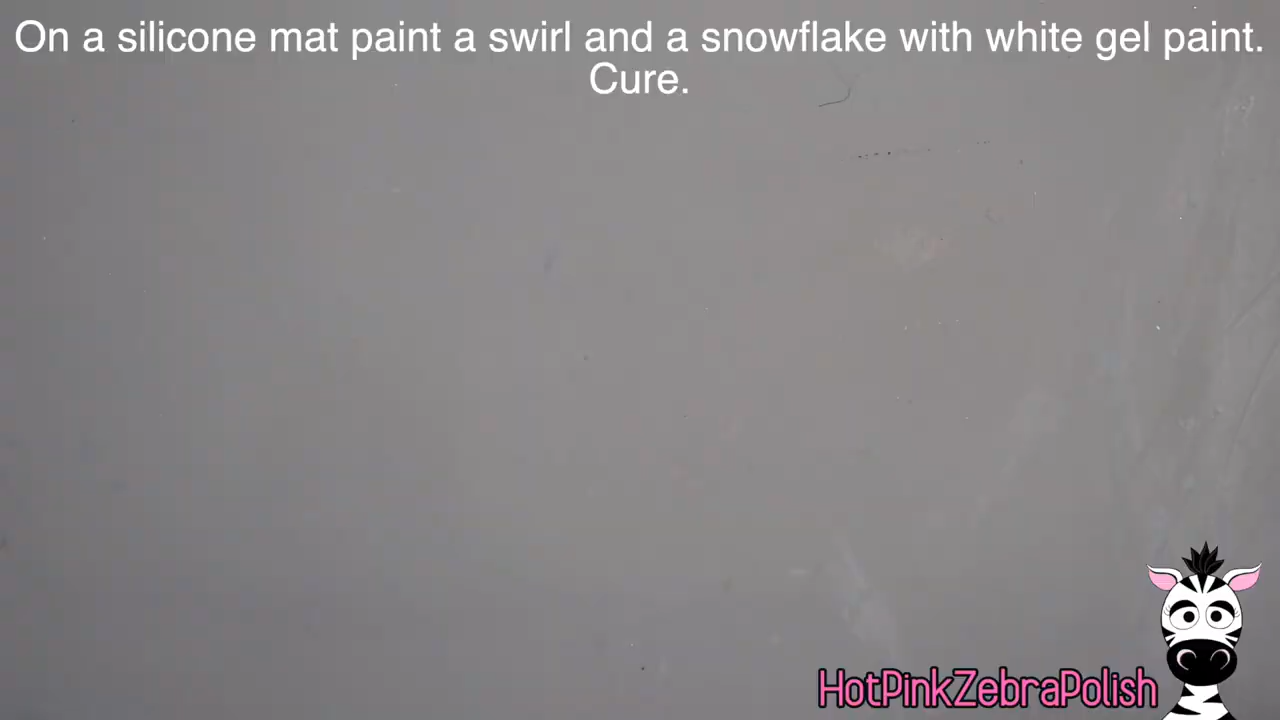 On a silicone mat paint a swirl and a snowflake with white gel paint.
Cure.
HotPinkZebraPolish